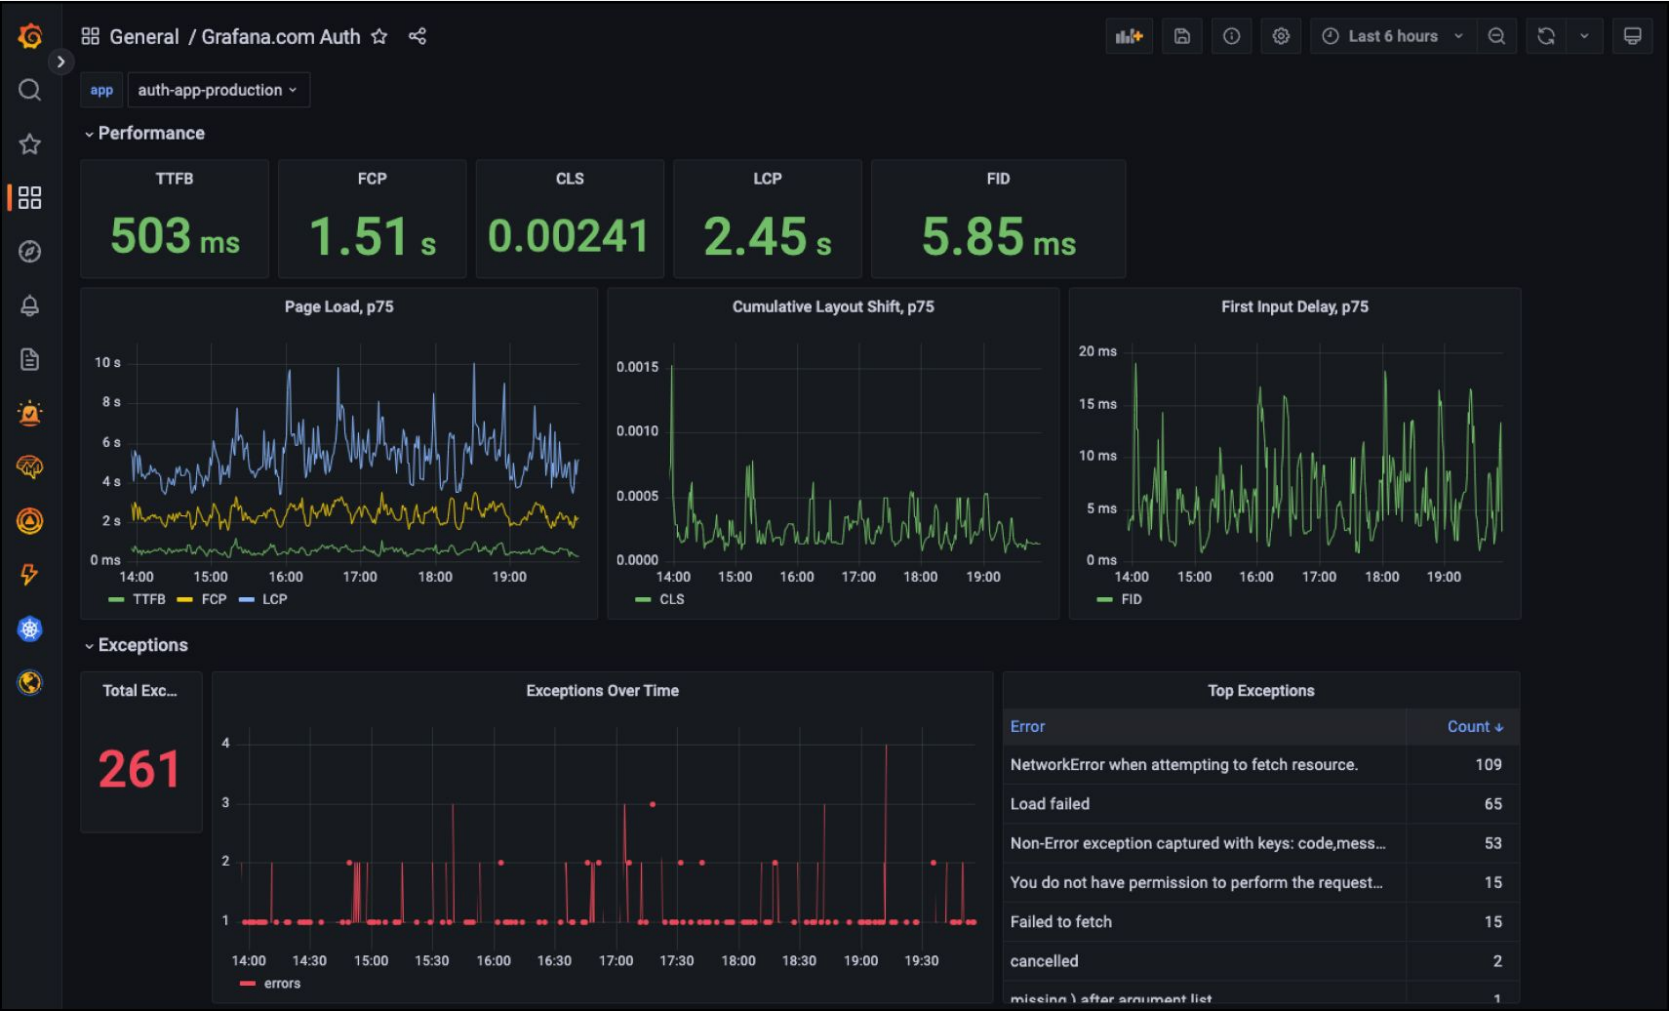 General / Grafana.com Auth
Last 6 hours
app auth-app-production
Performance
TTFB
503 ms
FCP
1.51 s
CLS
0.00241
LCP
2.45 s
FID
5.85 ms
Page Load, p75
10 s
8 s
6 s
4 s
2 s
0 ms
14:00 15:00 16:00 17:00 18:00 19:00
TTFB FCP LCP
Cumulative Layout Shift, p75
0.0015
0.0010
0.0005
0.0000
14:00 15:00 16:00 17:00 18:00 19:00
CLS
First Input Delay, p75
20 ms
15 ms
10 ms
5 ms
0 ms
14:00 15:00 16:00 17:00 18:00 19:00
FID
Exceptions
Total Exc...
261
Exceptions Over Time
4
3
2
1
14:00 14:30 15:00 15:30 16:00 16:30 17:00 17:30 18:00 18:30 19:00 19:30
errors
Top Exceptions
Error Count
NetworkError when attempting to fetch resource. 109
Load failed 65
Non-Error exception captured with keys: code,mess... 53
You do not have permission to perform the request... 15
Failed to fetch 15
cancelled 2
missing ) after argument list 1